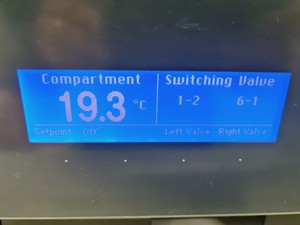 Compartment
19.3 °C
Setpoint Off
Switching Valve
1-2 6-1
Left Valve Right Valve